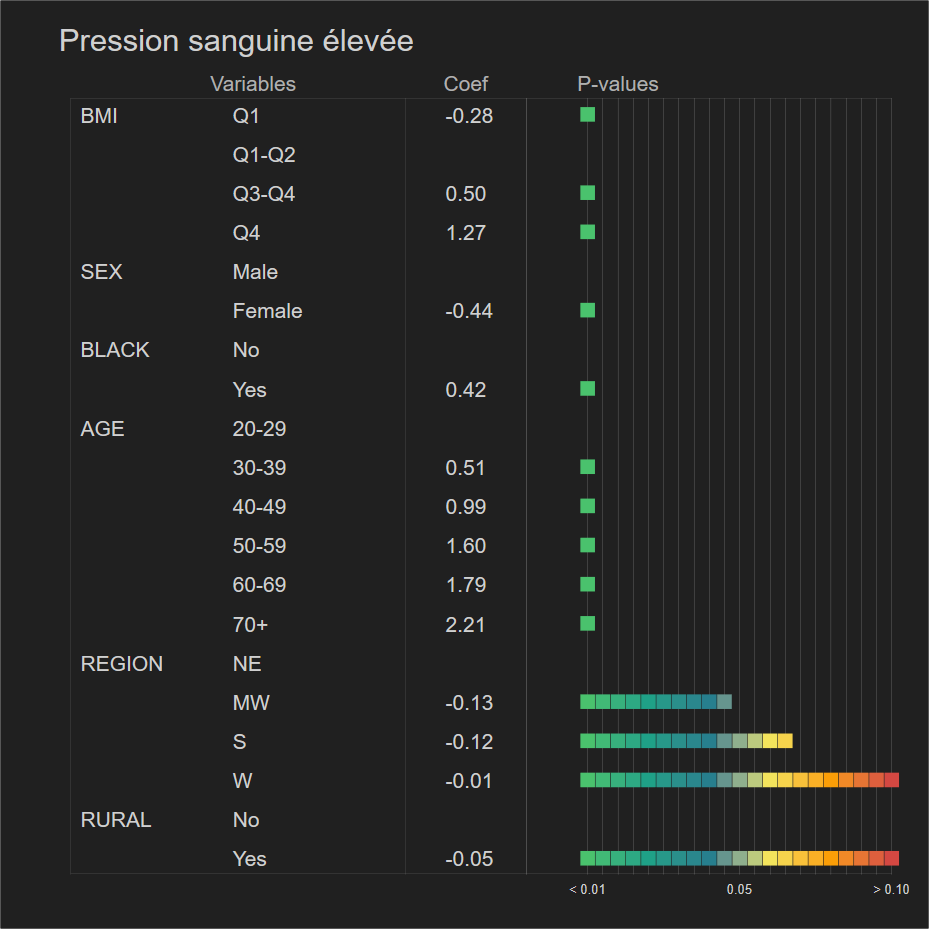 Pression sanguine élevée
Variables Coef P-values
BMI Q1 -0.28
Q1-Q2
Q3-Q4 0.50
Q4 1.27
SEX Male
Female -0.44
BLACK No
Yes 0.42
AGE 20-29
30-39 0.51
40-49 0.99
50-59 1.60
60-69 1.79
70+ 2.21
REGION NE
MW -0.13
S -0.12
W -0.01
RURAL No
Yes -0.05
< 0.01 0.05 > 0.10